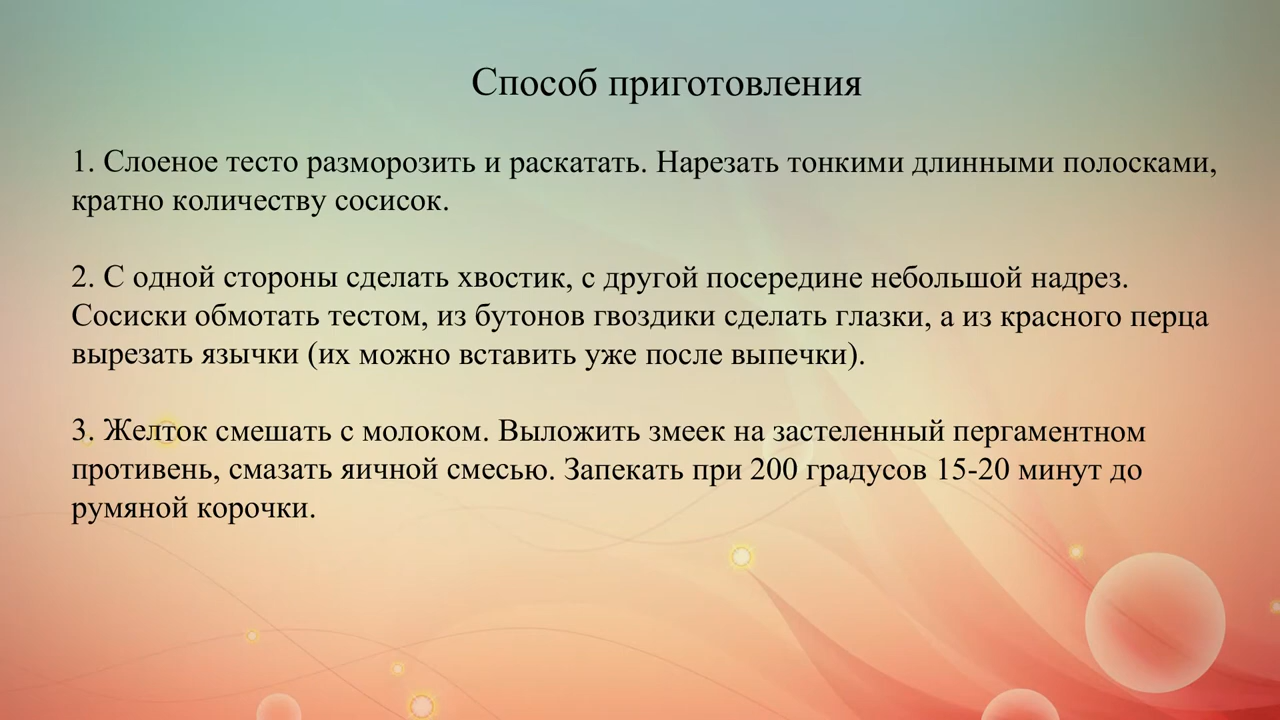 Способ приготовления
1. Слоеное тесто разморозить и раскатать. Нарезать тонкими длинными полосками,
кратно количеству сосисок.
2. С одной стороны сделать хвостик, с другой посередине небольшой надрез.
Сосиски обмотать тестом, из бутонов гвоздики сделать глазки, а из красного перца
вырезать язычки (их можно вставить уже после выпечки).
3. Желток смешать с молоком. Выложить змеек на застеленный пергаментном
противень, смазать яичной смесью. Запекать при 200 градусов 15-20 минут до
румяной корочки.